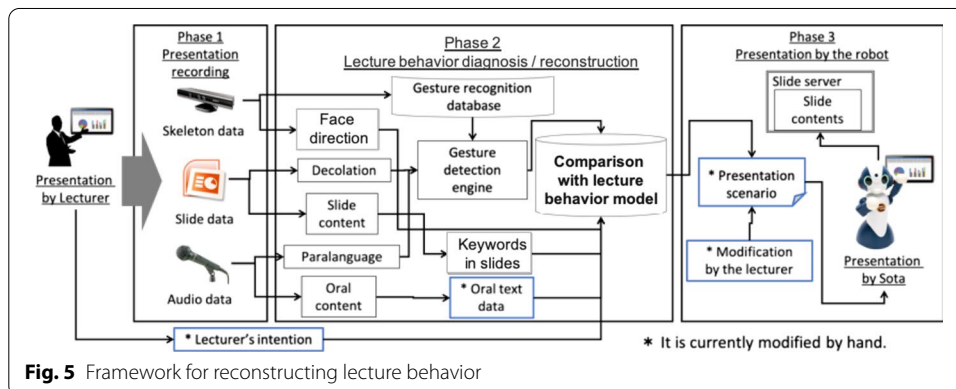 Phase 1
Presentation
recording
Skeleton data
Slide data
Audio data
Presentation
by Lecturer
Phase 2
Lecture behavior diagnosis / reconstruction
Gesture recognition
database
Face
direction
Decolation
Slide
content
Paralanguage
Oral
content
Gesture
detection
engine
Keywords
in slides
* Oral text
data
Comparison
with lecture
behavior model
* Lecturer's intention
Phase 3
Presentation by the robot
Slide server
Slide
contents
* Presentation
scenario
* Modification
by the lecturer
Presentation
by Sota
* It is currently modified by hand.
Fig. 5 Framework for reconstructing lecture behavior